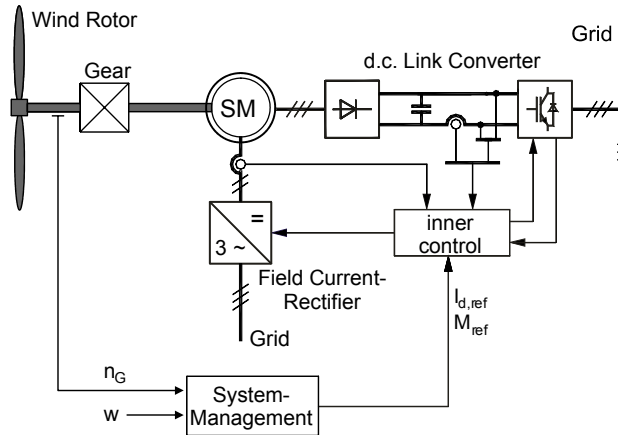 Wind Rotor
Grid
d.c. Link Converter
Gear
SM
=
3 ~
inner
control
Field Current-
Rectifier
I_d,ref
M_ref
Grid
n_G
w
System-
Management